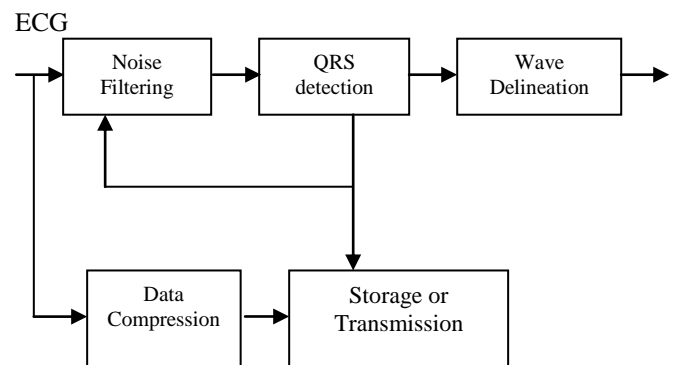 ECG
Noise
Filtering
QRS
detection
Wave
Delineation
Data
Compression
Storage or
Transmission